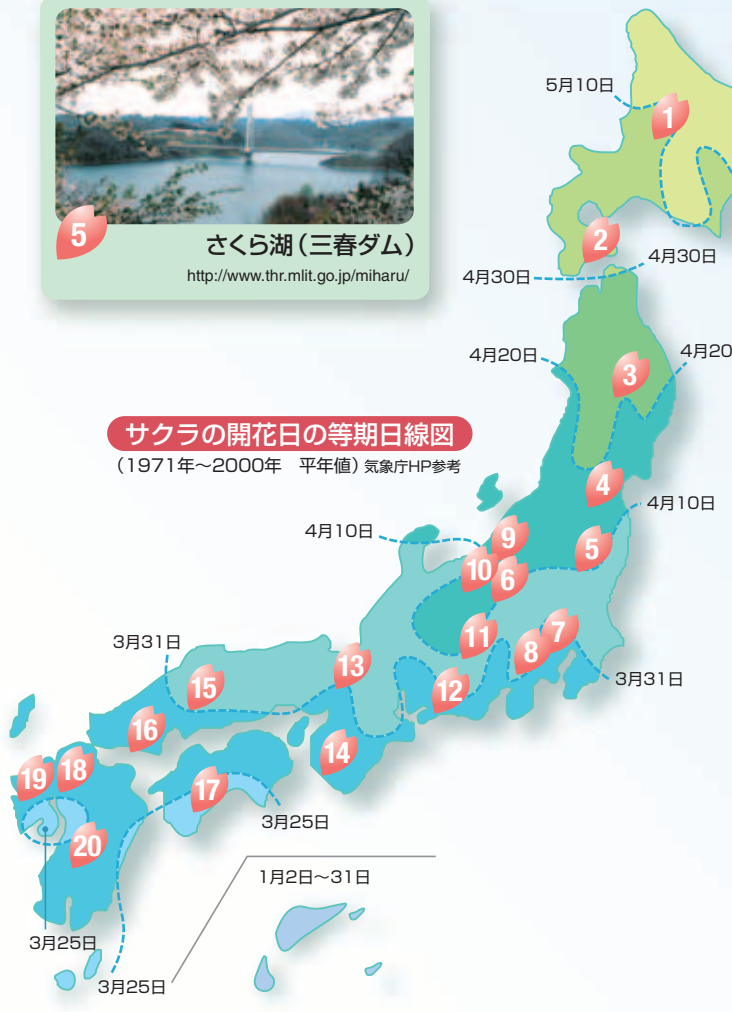 5
さくら湖（三春ダム）
http://www.thr.mlit.go.jp/miharu/
サクラの開花日の等期日線図
（1971年～2000年　平年値）気象庁HP参考
5月10日
1
2
4月30日
4月30日
4月20日
4月20
3
4
4月10日
4月10日
9
5
10
6
3月31日
11
7
8
13
3月31日
15
12
16
14
19
18
17
3月25日
20
1月2日～31日
3月25日
3月25日